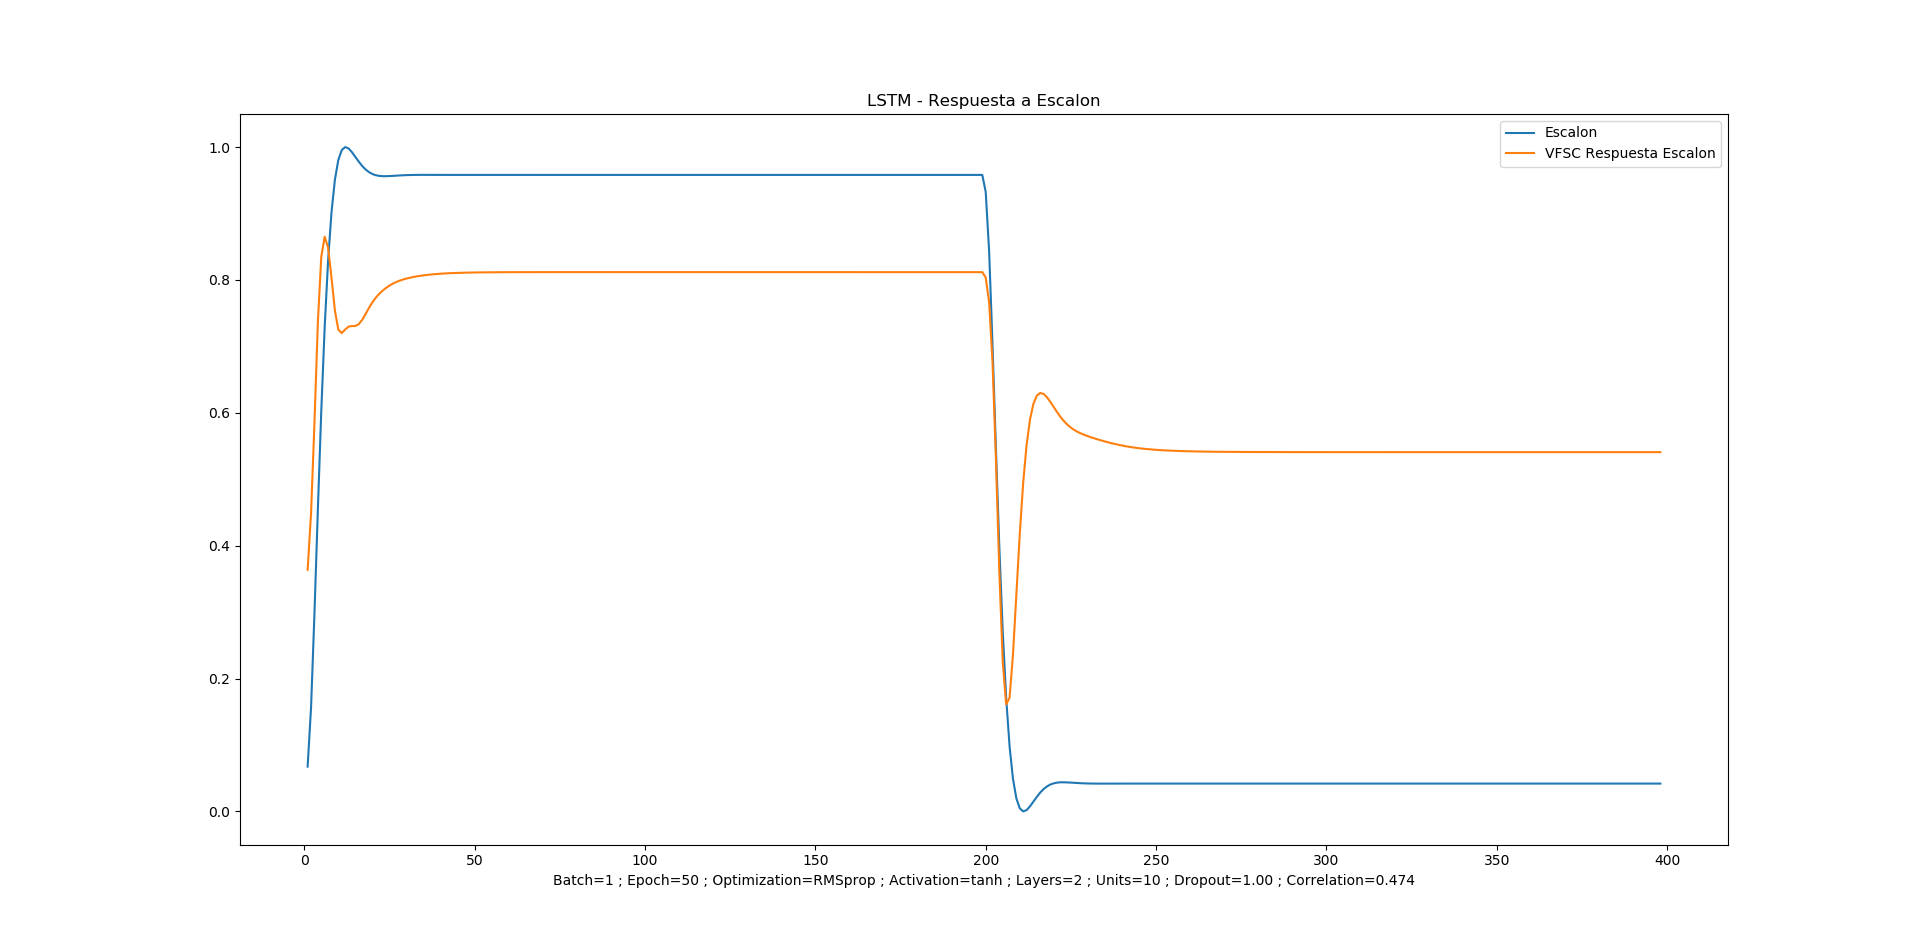 LSTM - Respuesta a Escalon
Escalon
VFSC Respuesta Escalon
1.0
0.8
0.6
0.4
0.2
0.0
0 50 100 150 200 250 300 350 400
Batch=1 ; Epoch=50 ; Optimization=RMSprop ; Activation=tanh ; Layers=2 ; Units=10 ; Dropout=1.00 ; Correlation=0.474